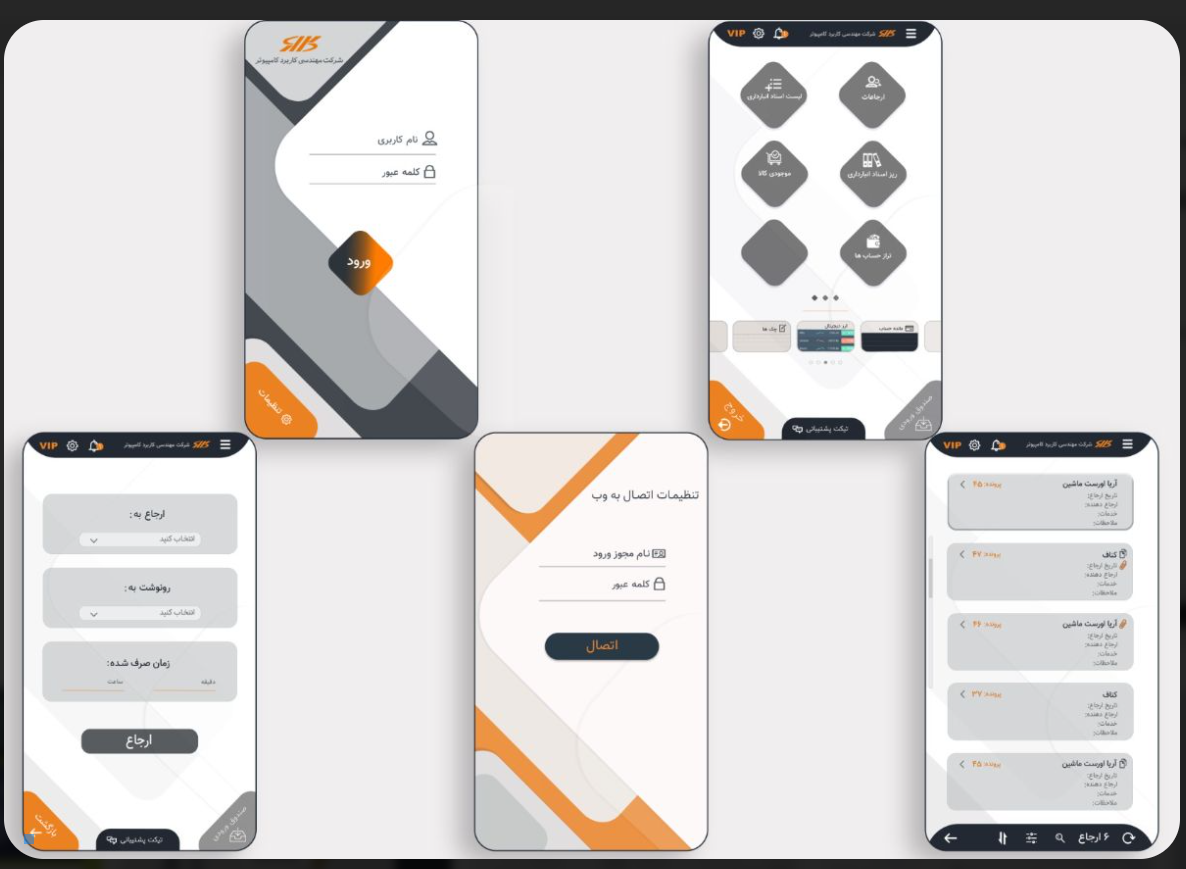 شرکت مهندسی کاربرد کامپیوتر
نام کاربری
کلمه عبور
ورود
تنظیمات
شرکت مهندسی کاربرد کامپیوتر
VIP
ارجاعات
لیست اسناد انبارداری
ریز اسناد انبارداری
موجودی کالا
تراز حساب ها
مانده حساب
ارز دیجیتال
چک ها
صندوق ورودی
تیکت پشتیبانی
خروج
شرکت مهندسی کاربرد کامپیوتر
VIP
ارجاع به :
انتخاب کنید
رونوشت به :
انتخاب کنید
زمان صرف شده:
دقیقه
ساعت
ارجاع
صندوق ورودی
تیکت پشتیبانی
بازگشت
تنظیمات اتصال به وب
نام مجوز ورود
کلمه عبور
اتصال
شرکت مهندسی کاربرد کامپیوتر
VIP
آریا اورست ماشین
پرونده: ۴۵
تاریخ ارجاع:
ارجاع دهنده:
خدمات:
ملاحظات:
کناف
پرونده: ۴۷
تاریخ ارجاع:
ارجاع دهنده:
خدمات:
ملاحظات:
آریا اورست ماشین
پرونده: ۴۶
تاریخ ارجاع:
ارجاع دهنده:
خدمات:
ملاحظات:
کناف
پرونده: ۳۷
تاریخ ارجاع:
ارجاع دهنده:
خدمات:
ملاحظات:
آریا اورست ماشین
پرونده: ۴۵
تاریخ ارجاع:
ارجاع دهنده:
خدمات:
ملاحظات:
۶ ارجاع